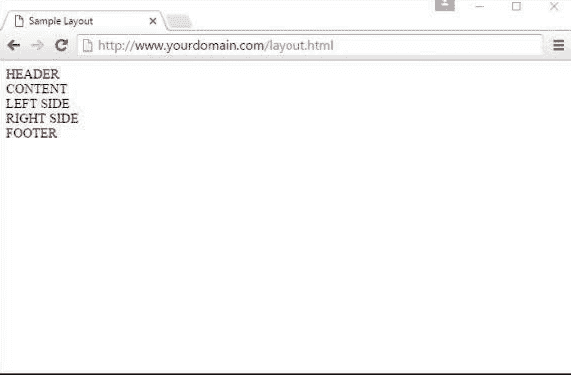 Sample Layout
http://www.yourdomain.com/layout.html
HEADER
CONTENT
LEFT SIDE
RIGHT SIDE
FOOTER